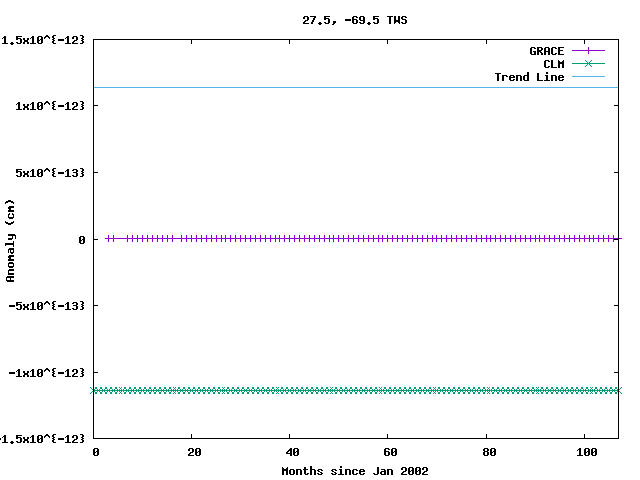 27.5, -69.5 TWS
GRACE
CLM
Trend Line
1.5x10^{-12}
1x10^{-12}
5x10^{-13}
0
-5x10^{-13}
-1x10^{-12}
-1.5x10^{-12}
Anomaly (cm)
0 20 40 60 80 100
Months since Jan 2002